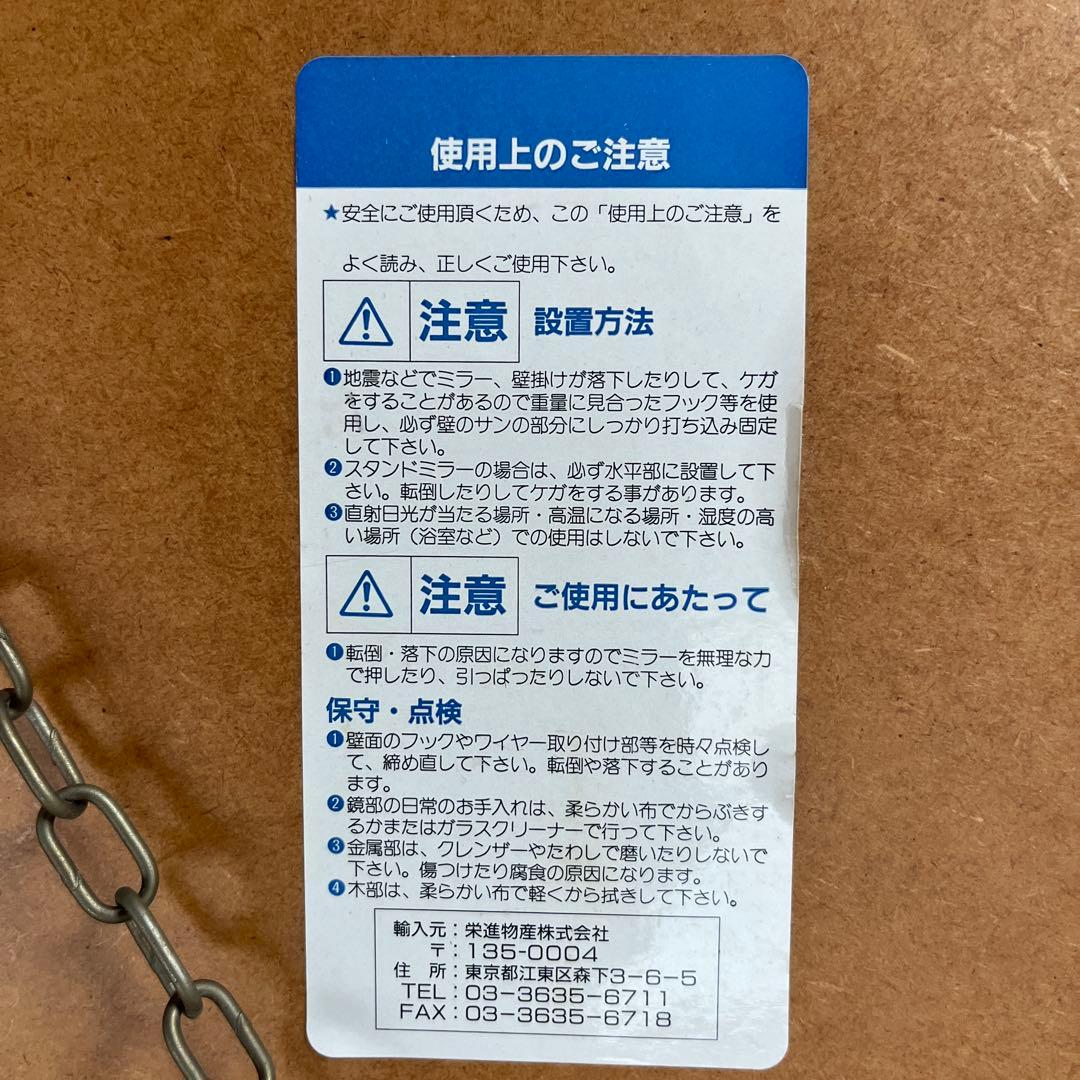 使用上のご注意
★安全にご使用頂くため、この「使用上のご注意」を
よく読み、正しくご使用下さい。
注意 設置方法
❶地震などでミラー、壁掛けが落下したりして、ケガ
をすることがあるので重量に見合ったフック等を使
用し、必ず壁のサンの部分にしっかり打ち込み固定
して下さい。
❷スタンドミラーの場合は、必ず水平部に設置して下
さい。転倒したりしてケガをする事があります。
❸直射日光が当たる場所・高温になる場所・湿度の高
い場所（浴室など）での使用はしないで下さい。
注意 ご使用にあたって
❶転倒・落下の原因になりますのでミラーを無理な力
で押したり、引っぱったりしないで下さい。
保守・点検
❶壁面のフックやワイヤー取り付け部等を時々点検し
て、締め直して下さい。転倒や落下することがあり
ます。
❷鏡部の日常のお手入れは、柔らかい布でからぶきす
るかまたはガラスクリーナーで行って下さい。
❸金属部は、クレンザーやたわしで磨いたりしないで
下さい。傷つけたり腐食の原因になります。
❹木部は、柔らかい布で軽くから拭きして下さい。
輸入元：栄進物産株式会社
〒：135-0004
住 所：東京都江東区森下3-6-5
TEL：03-3635-6711
FAX：03-3635-6718